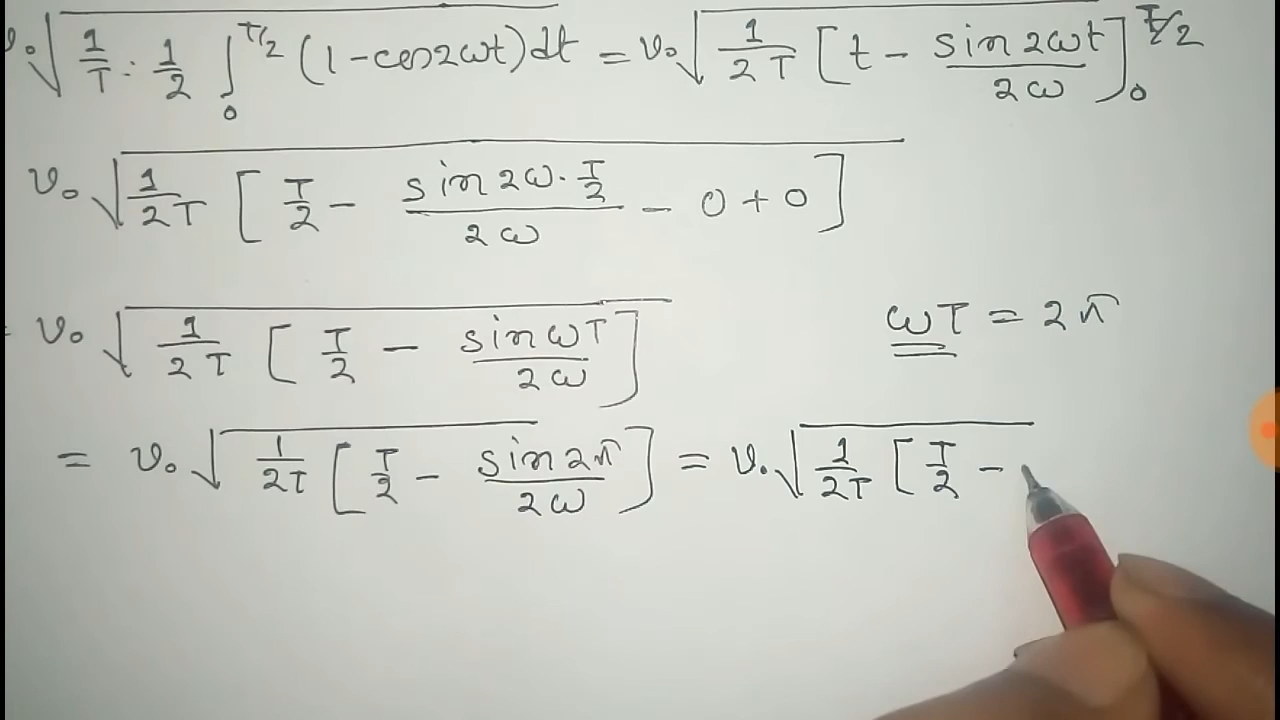 v₀√(1/T · 1/2 ∫₀^{T/2} (1-cos2ωt)dt = v₀√(1/2T [t - sin2ωt/2ω]₀^{T/2}
v₀√(1/2T [T/2 - sin2ω·T/2 / 2ω - 0+0]
= v₀√(1/2T [T/2 - sinωT/2ω] ωT = 2π
= v₀√(1/2T [T/2 - sin2π/2ω] = v₀√(1/2T [T/2 -